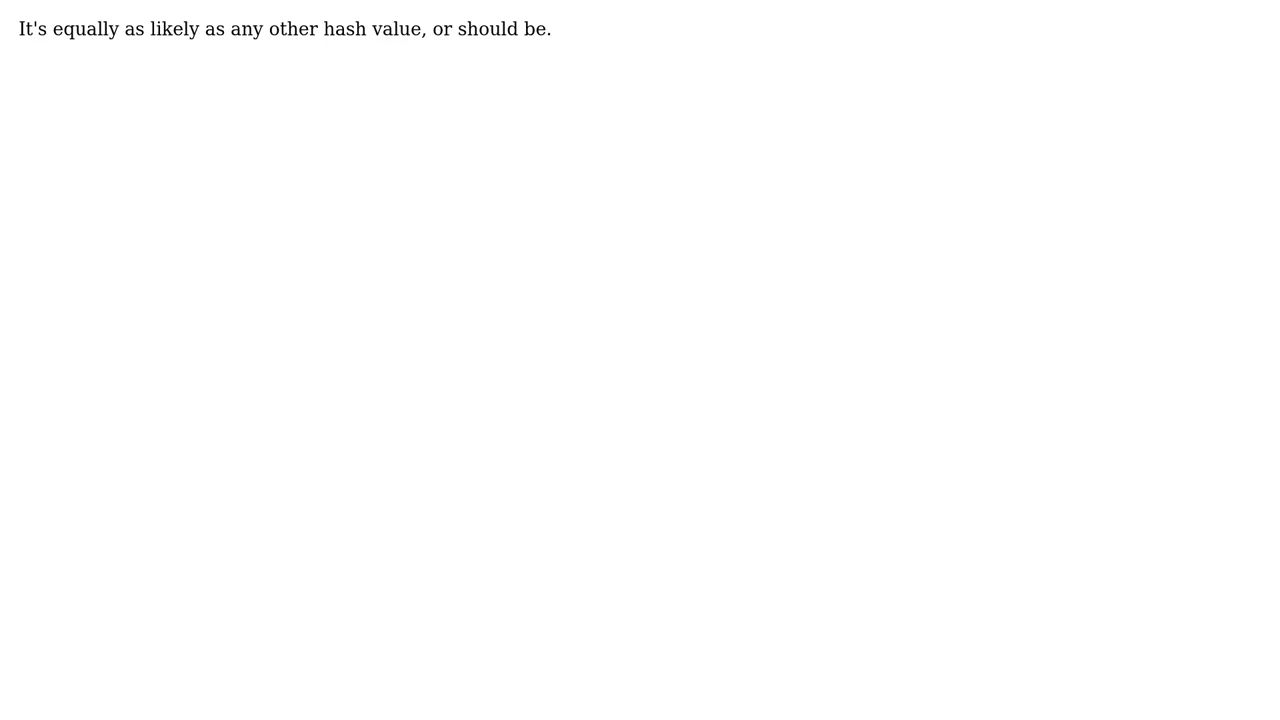 It's equally as likely as any other hash value, or should be.